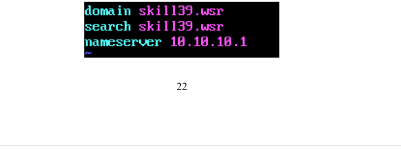 domain skill39.wsr
search skill39.wsr
nameserver 10.10.10.1
~
22